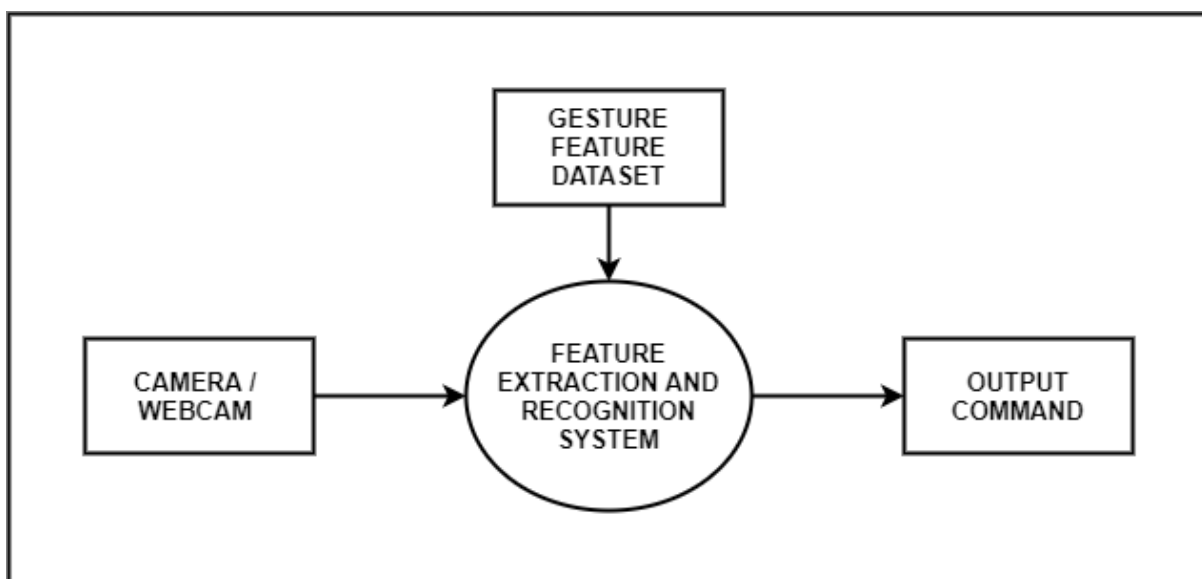 GESTURE
FEATURE
DATASET
CAMERA /
WEBCAM
FEATURE
EXTRACTION AND
RECOGNITION
SYSTEM
OUTPUT
COMMAND